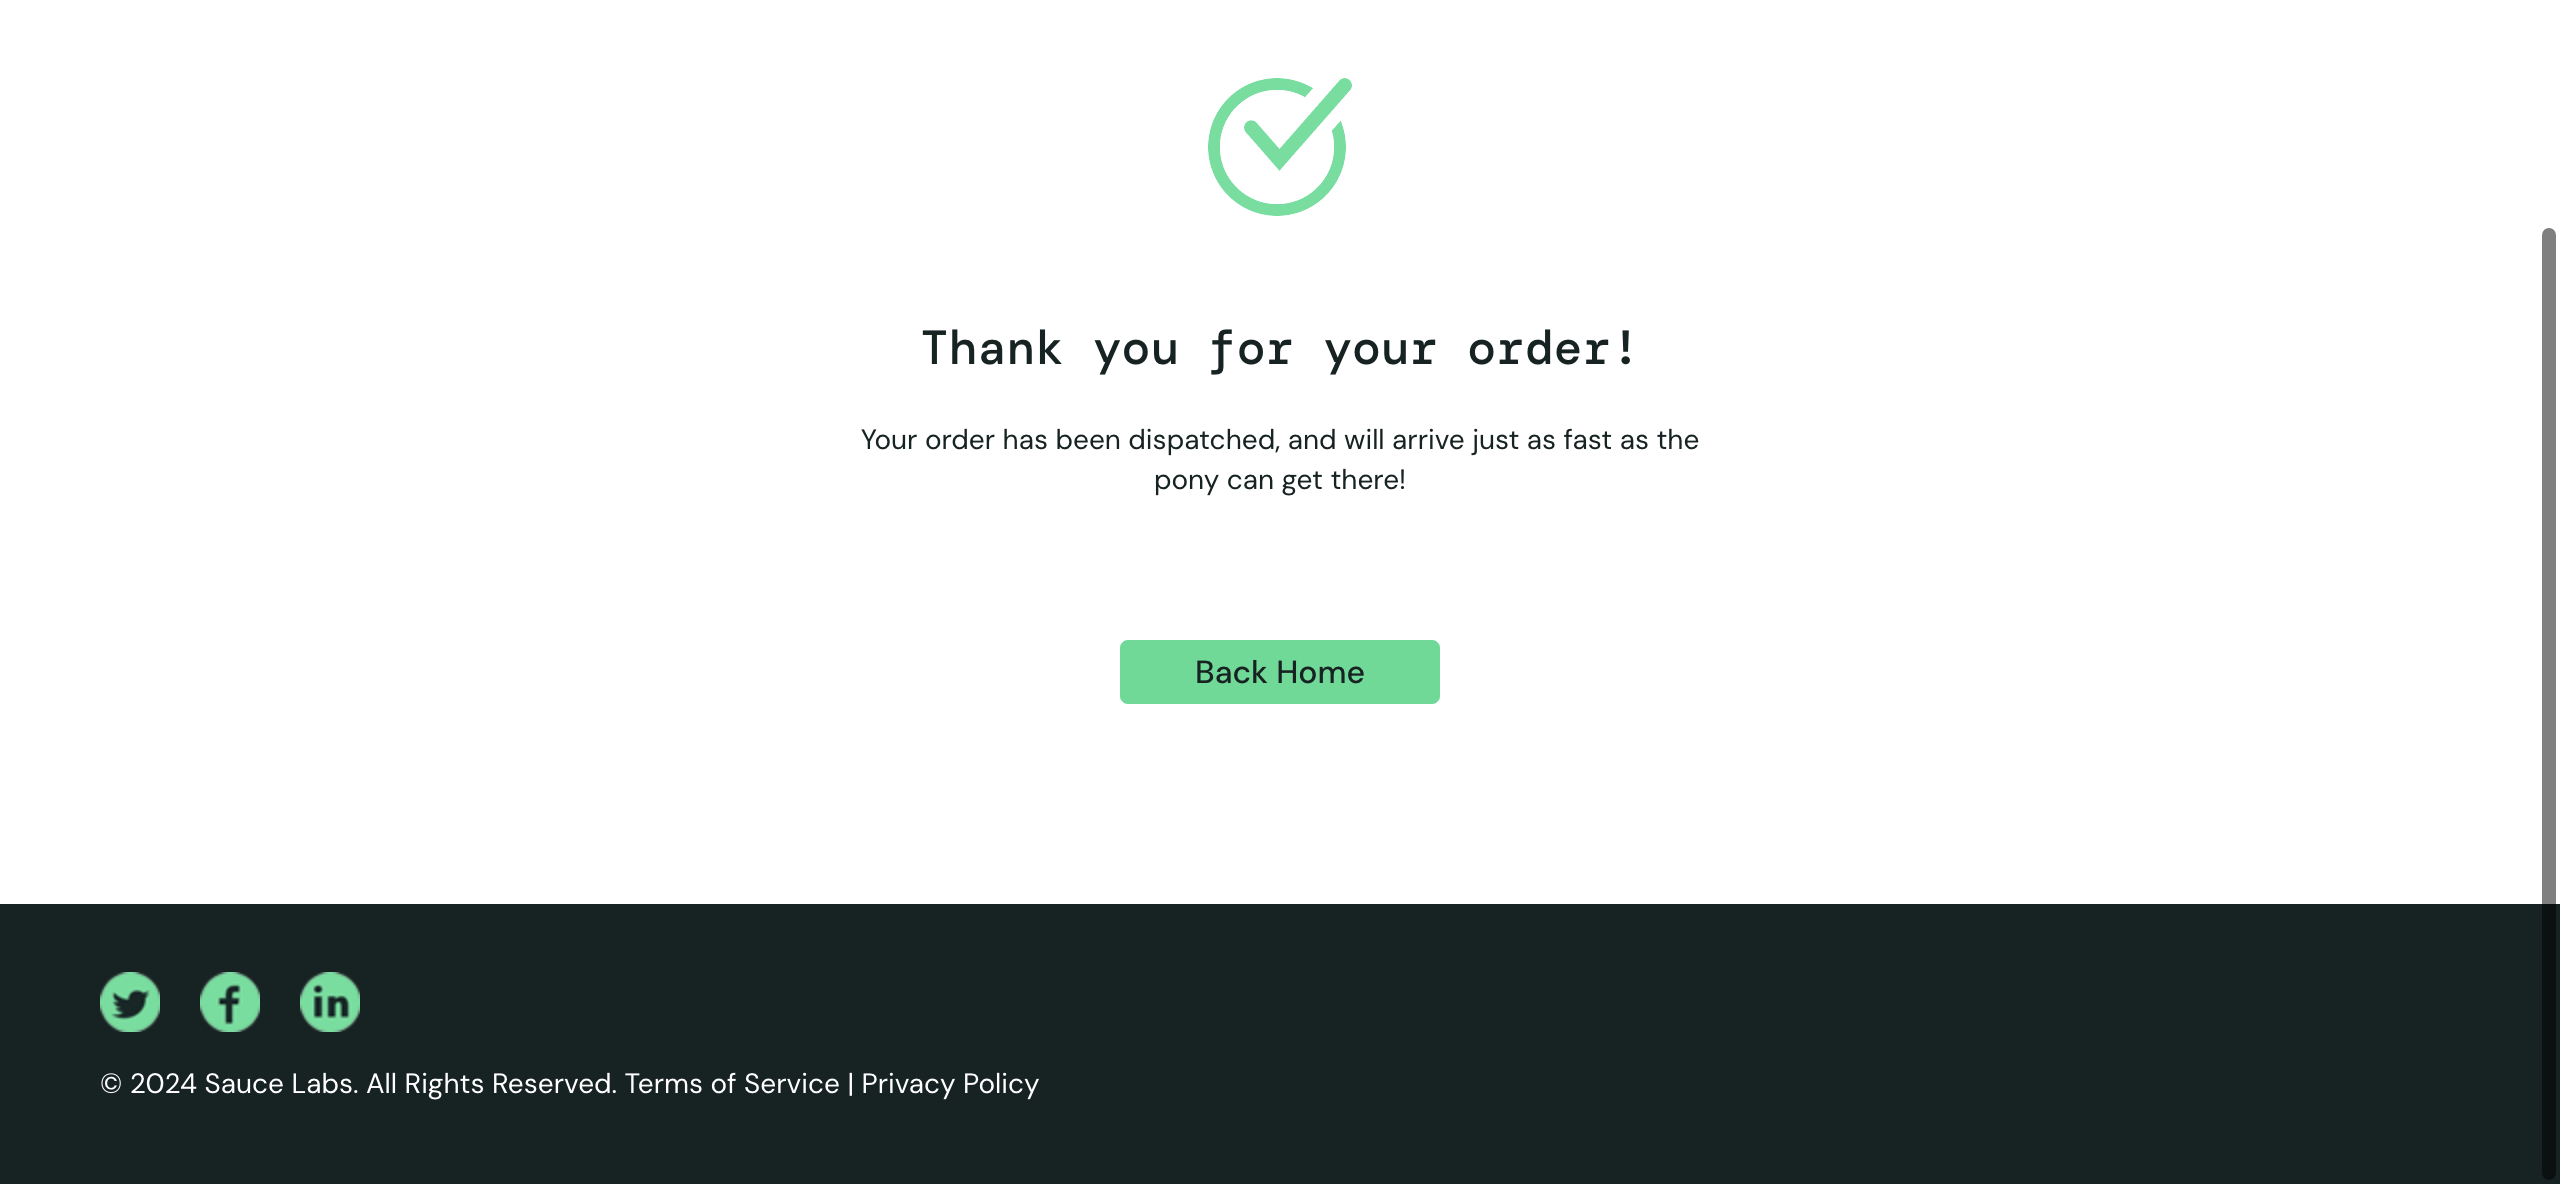 Thank you for your order!
Your order has been dispatched, and will arrive just as fast as the
pony can get there!
Back Home
f
in
© 2024 Sauce Labs. All Rights Reserved. Terms of Service | Privacy Policy